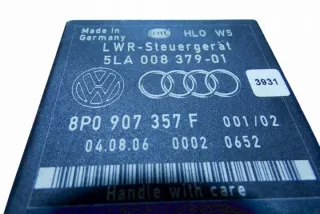 Made in
Germany
HLO W5
LWR-Steuergerät
5LA 008 379-01
3931
8P0 907 357 F 001/02
04.08.06 0002 0652
Handle with care